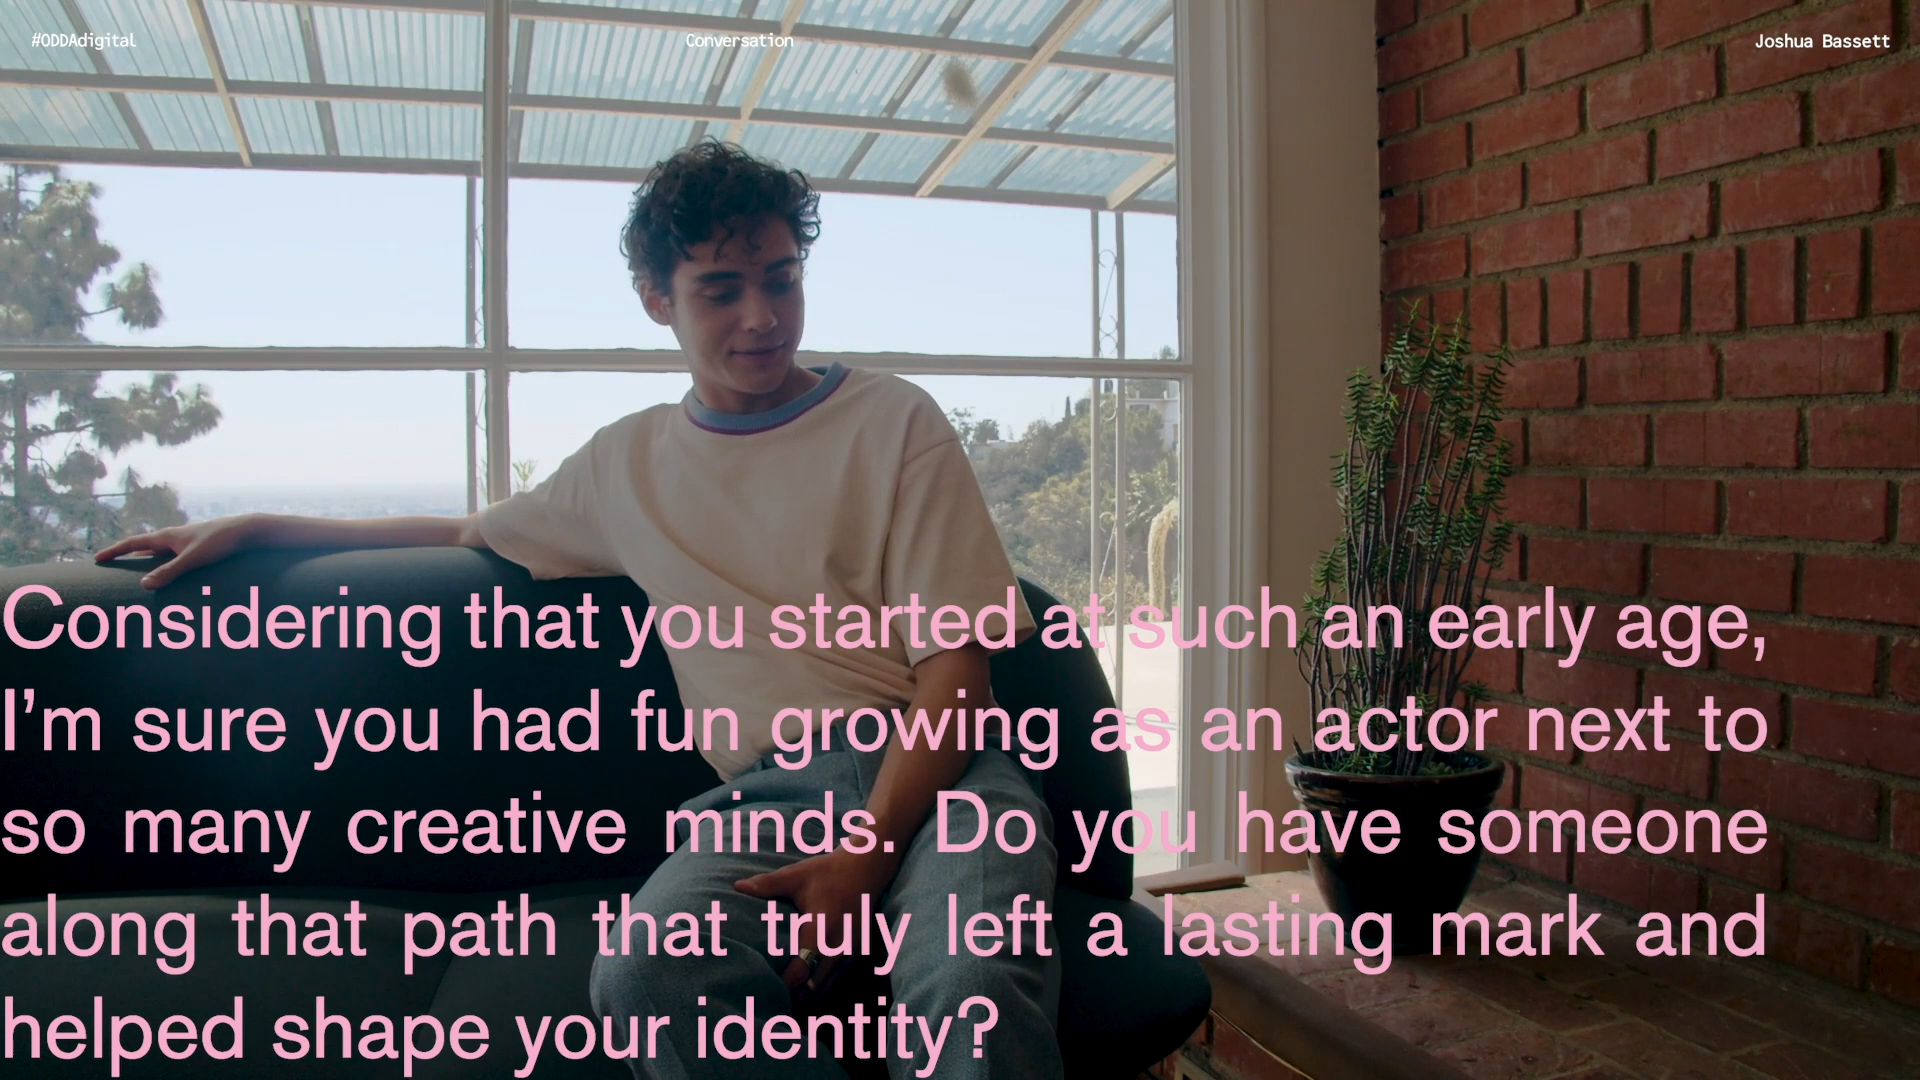 #ODDAdigital
Conversation
Joshua Bassett
Considering that you started at such an early age,
I’m sure you had fun growing as an actor next to
so many creative minds. Do you have someone
along that path that truly left a lasting mark and
helped shape your identity?